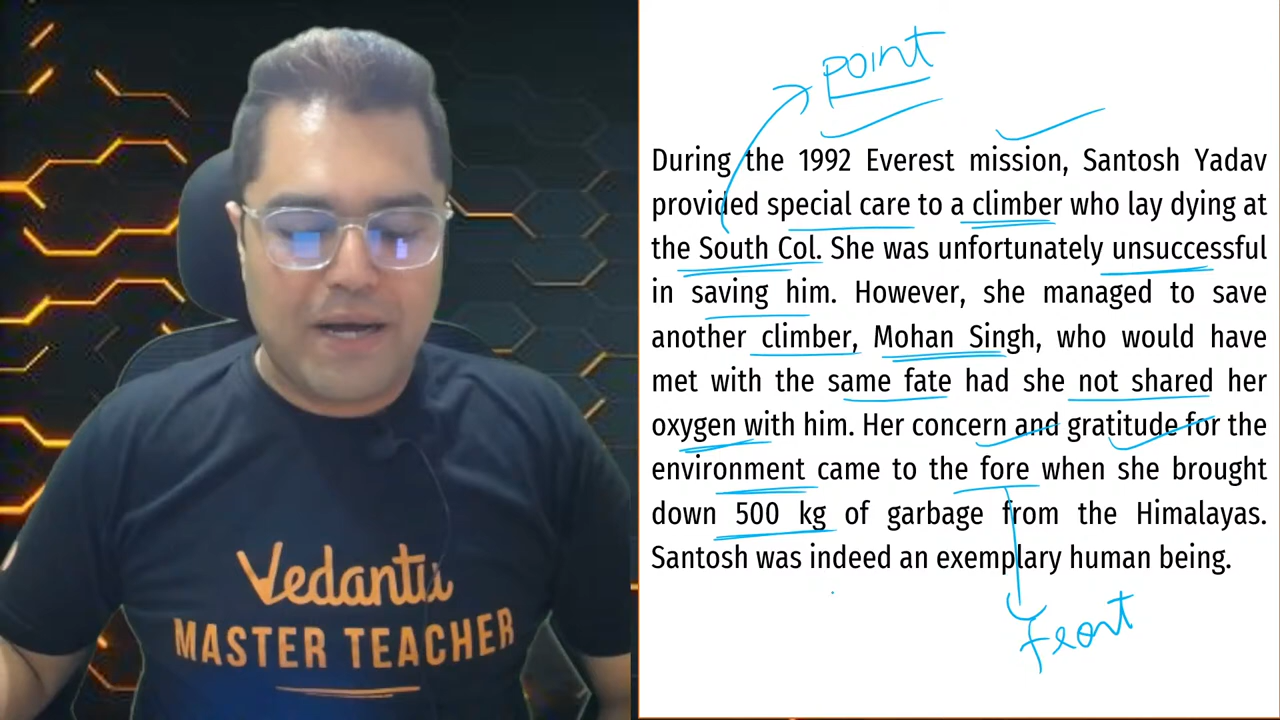 point
During the 1992 Everest mission, Santosh Yadav
provided special care to a climber who lay dying at
the South Col. She was unfortunately unsuccessful
in saving him. However, she managed to save
another climber, Mohan Singh, who would have
met with the same fate had she not shared her
oxygen with him. Her concern and gratitude for the
environment came to the fore when she brought
down 500 kg of garbage from the Himalayas.
Santosh was indeed an exemplary human being.
front
Vedantu
MASTER TEACHER